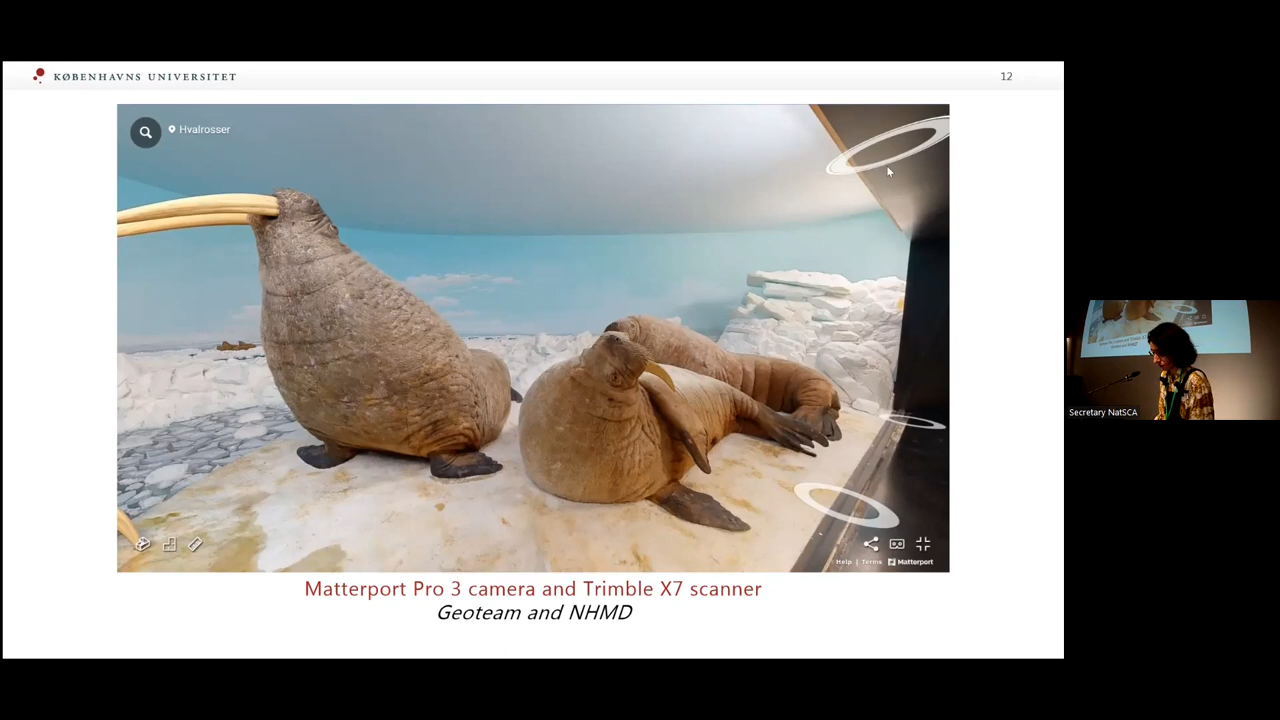 KØBENHAVNS UNIVERSITET
12
Hvalrosser
Help | Terms Matterport
Matterport Pro 3 camera and Trimble X7 scanner
Geoteam and NHMD
Secretary NatSCA